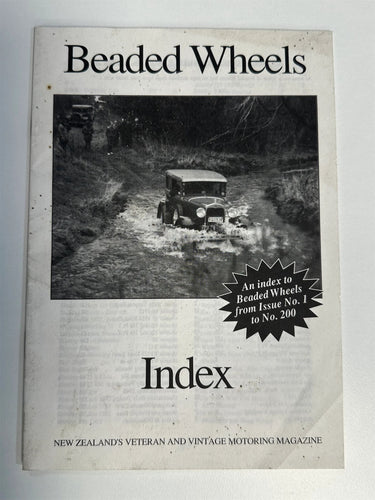 Beaded Wheels
An index to
Beaded Wheels
from Issue No. 1
to No. 200
Index
NEW ZEALAND'S VETERAN AND VINTAGE MOTORING MAGAZINE